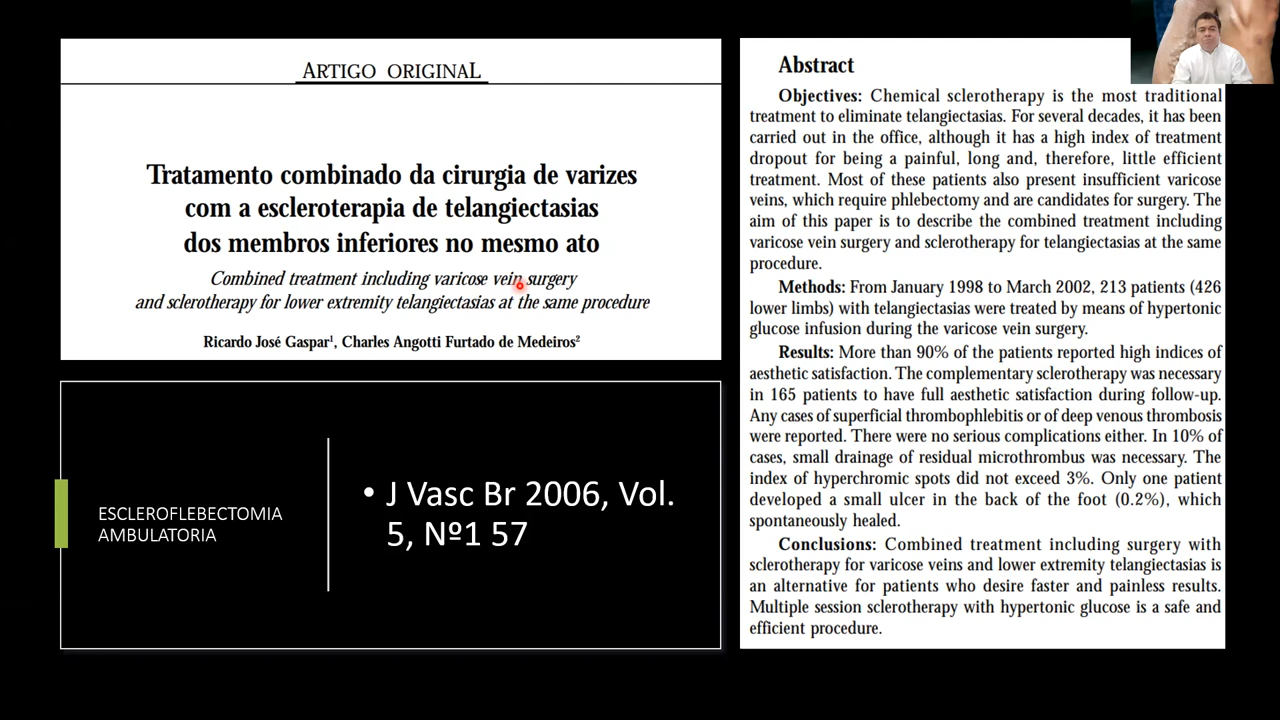 ARTIGO ORIGINAL
Tratamento combinado da cirurgia de varizes
com a escleroterapia de telangiectasias
dos membros inferiores no mesmo ato
Combined treatment including varicose vein surgery
and sclerotherapy for lower extremity telangiectasias at the same procedure
Ricardo José Gaspar¹, Charles Angotti Furtado de Medeiros²
ESCLEROFLEBECTOMIA
AMBULATORIA
• J Vasc Br 2006, Vol.
5, Nº1 57
Abstract
Objectives: Chemical sclerotherapy is the most traditional
treatment to eliminate telangiectasias. For several decades, it has been
carried out in the office, although it has a high index of treatment
dropout for being a painful, long and, therefore, little efficient
treatment. Most of these patients also present insufficient varicose
veins, which require phlebectomy and are candidates for surgery. The
aim of this paper is to describe the combined treatment including
varicose vein surgery and sclerotherapy for telangiectasias at the same
procedure.
Methods: From January 1998 to March 2002, 213 patients (426
lower limbs) with telangiectasias were treated by means of hypertonic
glucose infusion during the varicose vein surgery.
Results: More than 90% of the patients reported high indices of
aesthetic satisfaction. The complementary sclerotherapy was necessary
in 165 patients to have full aesthetic satisfaction during follow-up.
Any cases of superficial thrombophlebitis or of deep venous thrombosis
were reported. There were no serious complications either. In 10% of
cases, small drainage of residual microthrombus was necessary. The
index of hyperchromic spots did not exceed 3%. Only one patient
developed a small ulcer in the back of the foot (0.2%), which
spontaneously healed.
Conclusions: Combined treatment including surgery with
sclerotherapy for varicose veins and lower extremity telangiectasias is
an alternative for patients who desire faster and painless results.
Multiple session sclerotherapy with hypertonic glucose is a safe and
efficient procedure.